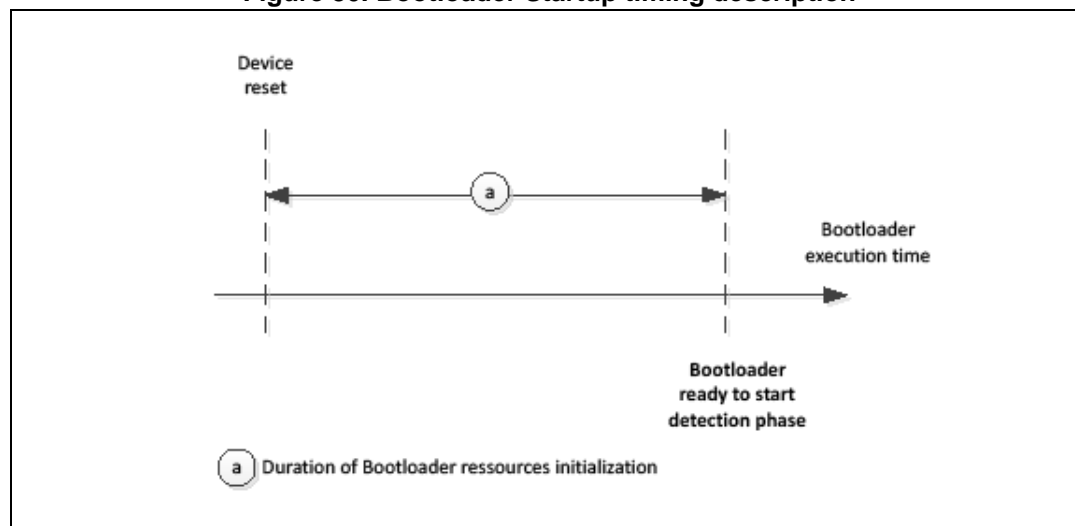 Device
reset
a
Bootloader
execution time
Bootloader
ready to start
detection phase
a Duration of Bootloader ressources initialization